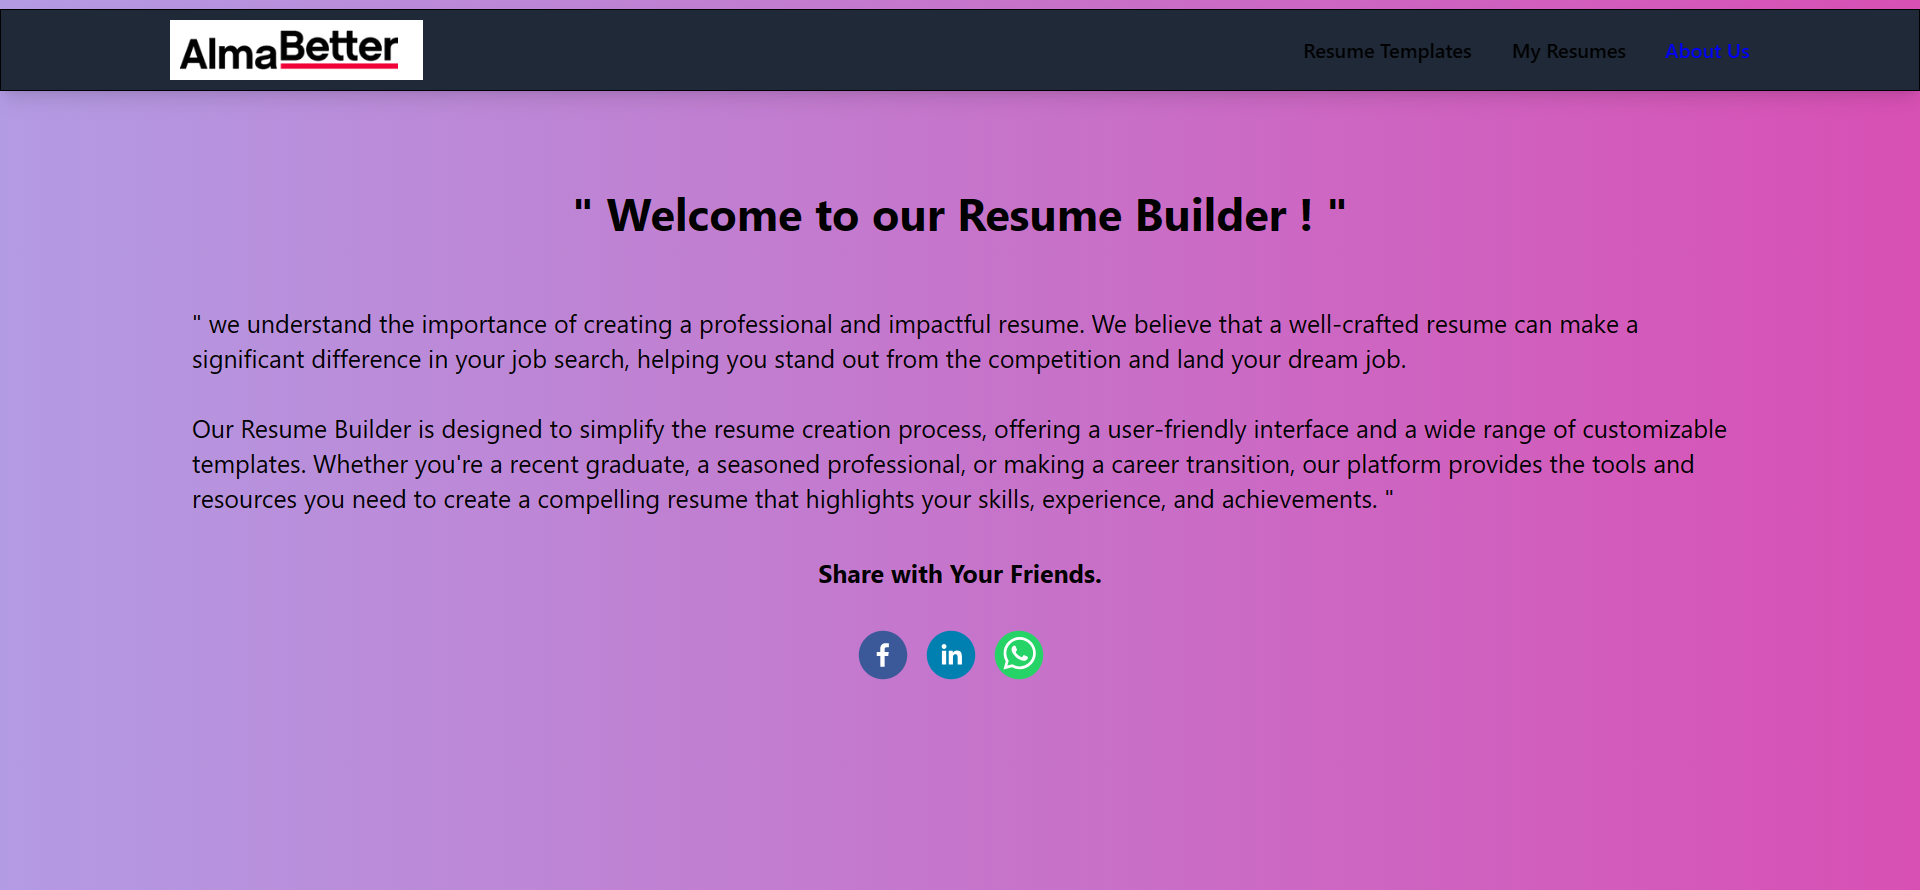 AlmaBetter
Resume Templates
My Resumes
About Us
" Welcome to our Resume Builder ! "
" we understand the importance of creating a professional and impactful resume. We believe that a well-crafted resume can make a
significant difference in your job search, helping you stand out from the competition and land your dream job.
Our Resume Builder is designed to simplify the resume creation process, offering a user-friendly interface and a wide range of customizable
templates. Whether you're a recent graduate, a seasoned professional, or making a career transition, our platform provides the tools and
resources you need to create a compelling resume that highlights your skills, experience, and achievements. "
Share with Your Friends.
f
in